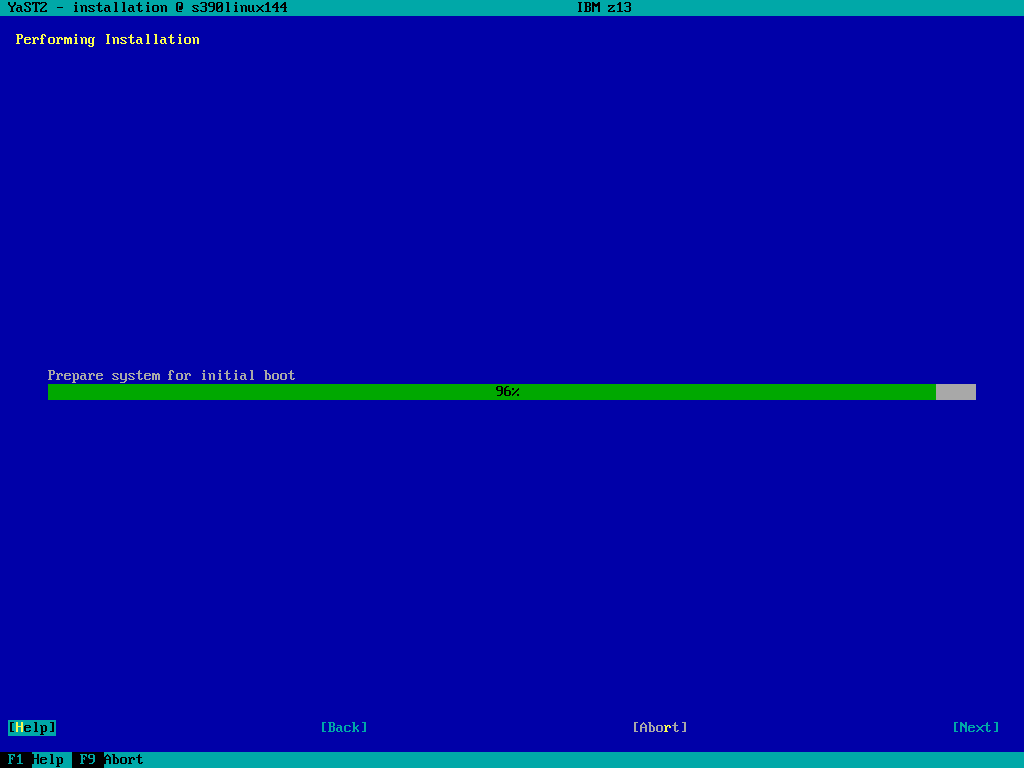 YaST2 - installation @ s390linux144 IBM z13
Performing Installation
Prepare system for initial boot
96%
[Help] [Back] [Abort] [Next]
F1 Help F9 Abort